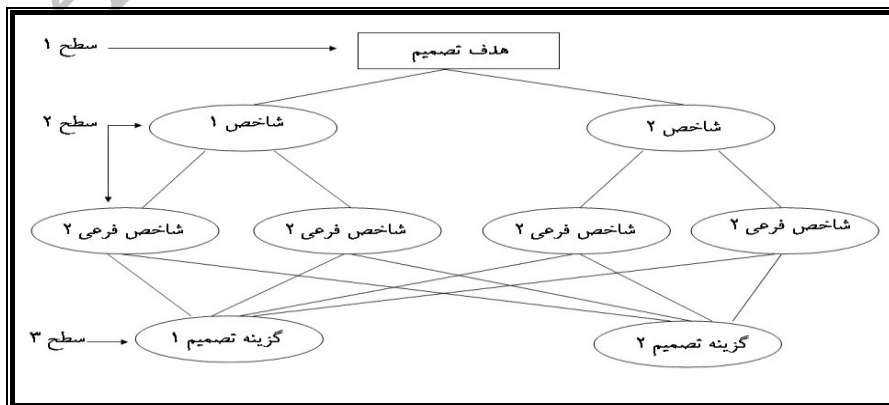 سطح ۱
هدف تصمیم
سطح ۲
شاخص ۱
شاخص ۲
شاخص فرعی ۲
شاخص فرعی ۲
شاخص فرعی ۲
شاخص فرعی ۲
سطح ۳
گزینه تصمیم ۱
گزینه تصمیم ۲